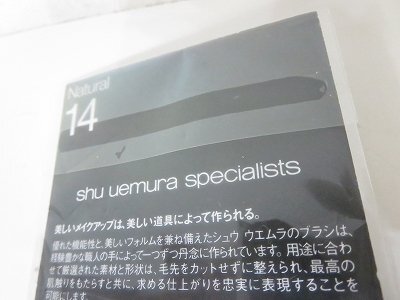 Natural
14
shu uemura specialists
美しいメイクアップは、美しい道具によって作られる。
優れた機能性と、美しいフォルムを兼ね備えたシュウ ウエムラのブラシは、
経験豊かな職人の手によって一つずつ丹念に作られています。用途に合わ
せて厳選された素材と形状は、毛先をカットせずに整えられ、最高の
肌触りをもたらすと共に、求める仕上がりを忠実に表現することを
可能にします。